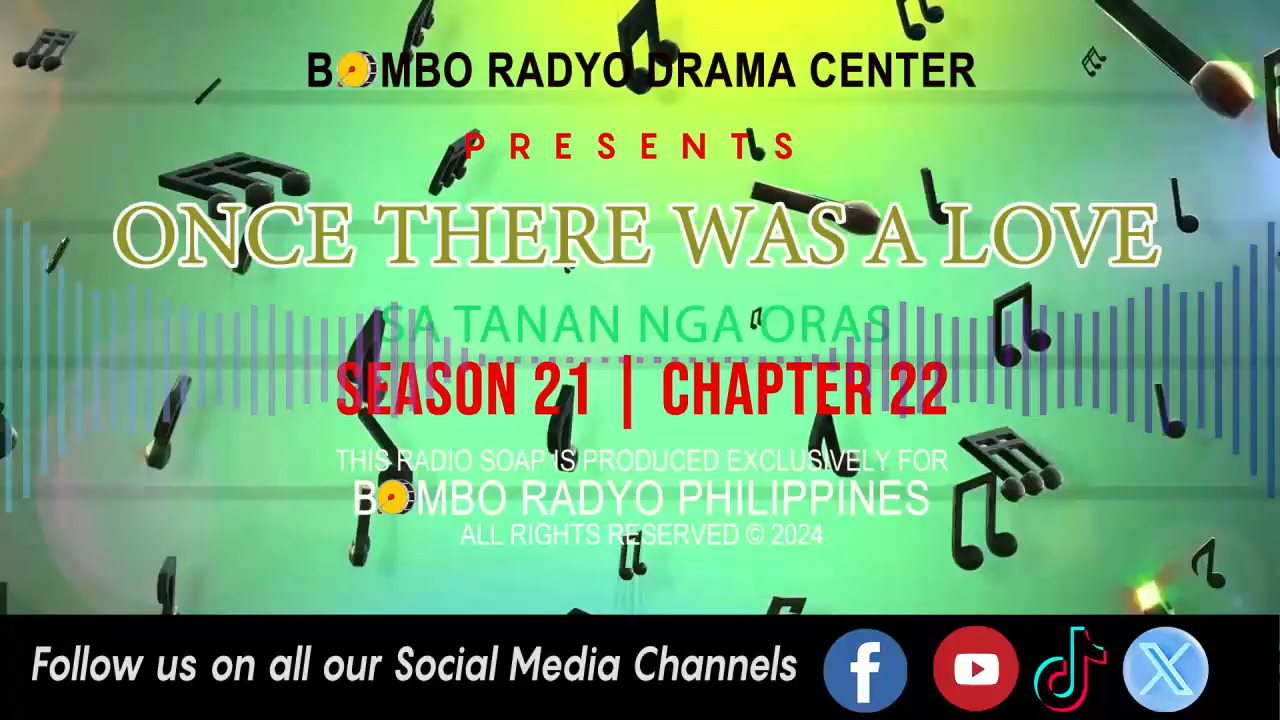 BOMBO RADYO DRAMA CENTER
PRESENTS
ONCE THERE WAS A LOVE
SA TANAN NGA ORAS
SEASON 21 | CHAPTER 22
THIS RADIO SOAP IS PRODUCED EXCLUSIVELY FOR
BOMBO RADYO PHILIPPINES
ALL RIGHTS RESERVED © 2024
Follow us on all our Social Media Channels